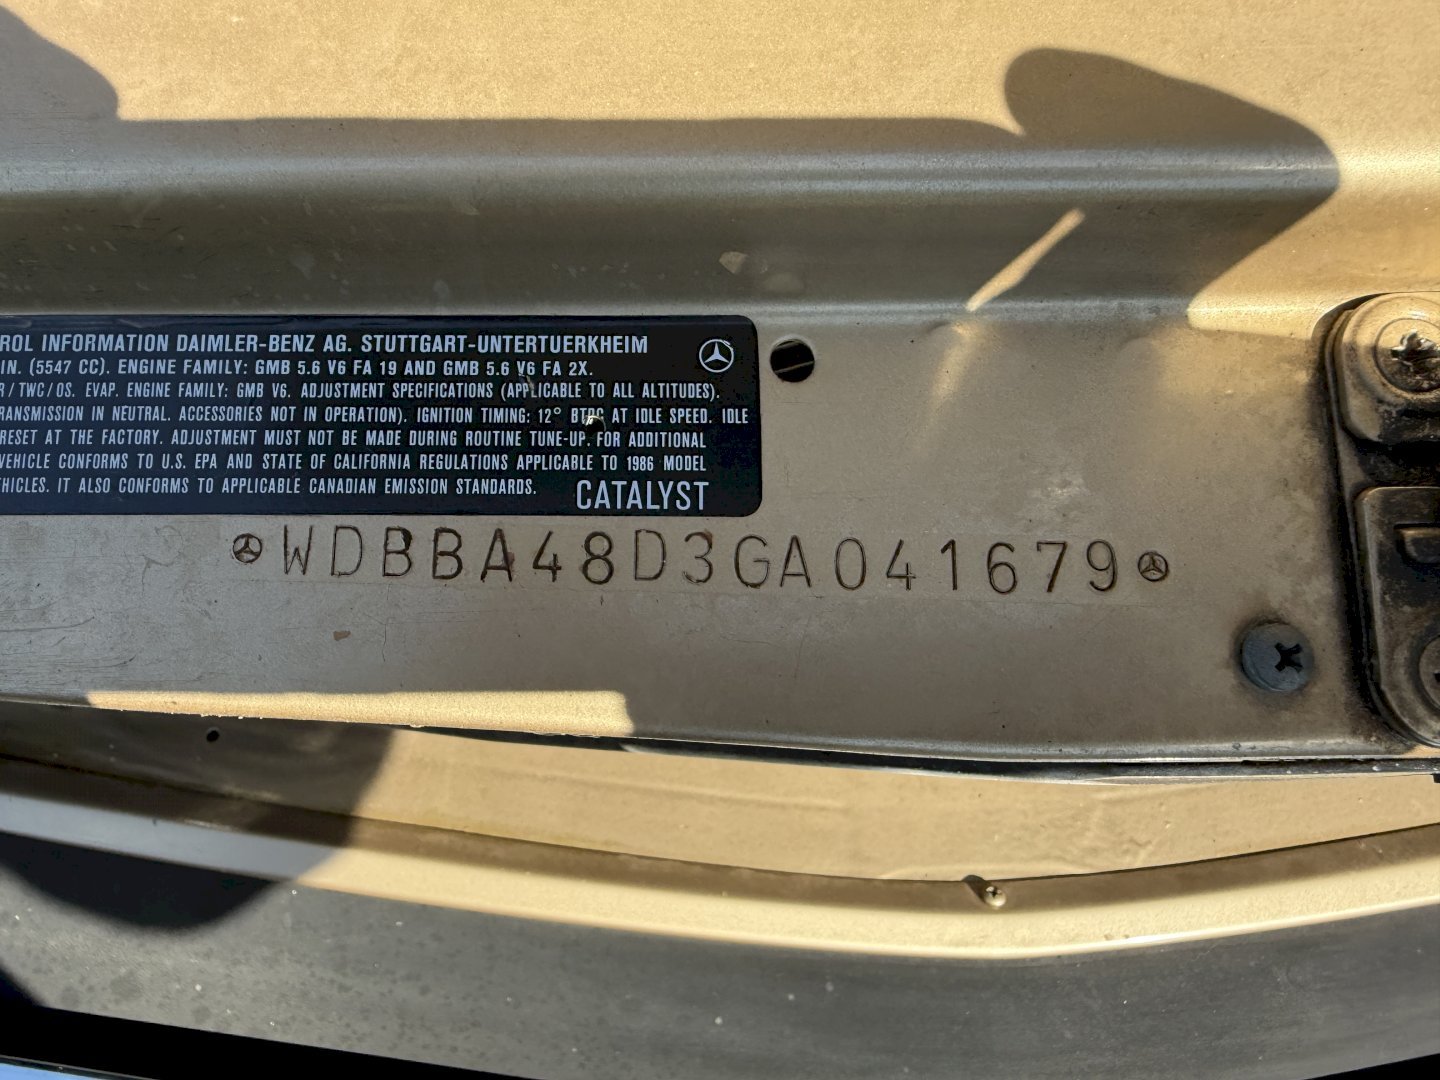 ROL INFORMATION DAIMLER-BENZ AG. STUTTGART-UNTERTUERKHEIM
IN. (5547 CC). ENGINE FAMILY: GMB 5.6 V6 FA 19 AND GMB 5.6 V6 FA 2X.
R/TWC/OS. EVAP. ENGINE FAMILY: GMB V6. ADJUSTMENT SPECIFICATIONS (APPLICABLE TO ALL ALTITUDES).
RANSMISSION IN NEUTRAL. ACCESSORIES NOT IN OPERATION). IGNITION TIMING: 12° BTDC AT IDLE SPEED. IDLE
RESET AT THE FACTORY. ADJUSTMENT MUST NOT BE MADE DURING ROUTINE TUNE-UP. FOR ADDITIONAL
VEHICLE CONFORMS TO U.S. EPA AND STATE OF CALIFORNIA REGULATIONS APPLICABLE TO 1986 MODEL
EHICLES. IT ALSO CONFORMS TO APPLICABLE CANADIAN EMISSION STANDARDS.
CATALYST
WDBBA48D3GA041679